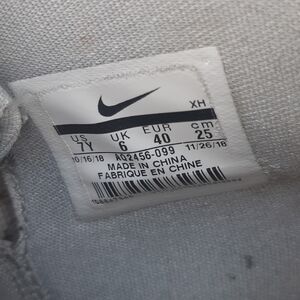 XH
US UK EUR cm
7Y 6 40 25
10/16/18 AQ2456-099 11/26/18
MADE IN CHINA
FABRIQUE EN CHINE